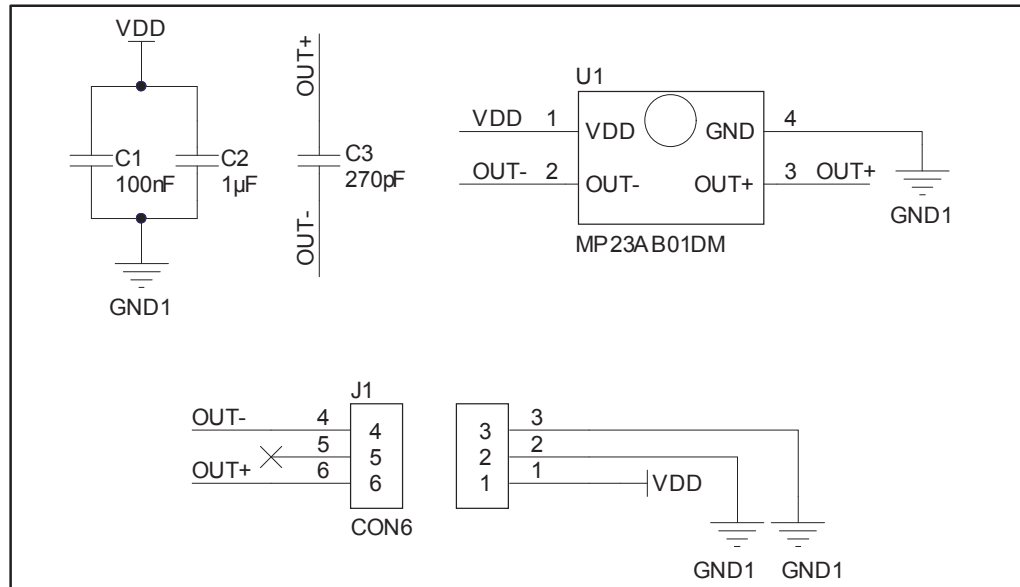 VDD
C1
100nF
C2
1µF
GND1
OUT+
C3
270pF
OUT-
U1
VDD 1 VDD GND 4
OUT- 2 OUT- OUT+ 3 OUT+
GND1
MP23AB01DM
J1
OUT- 4 4 3 3
5 5 2 2
OUT+ 6 6 1 1 VDD
CON6
GND1 GND1